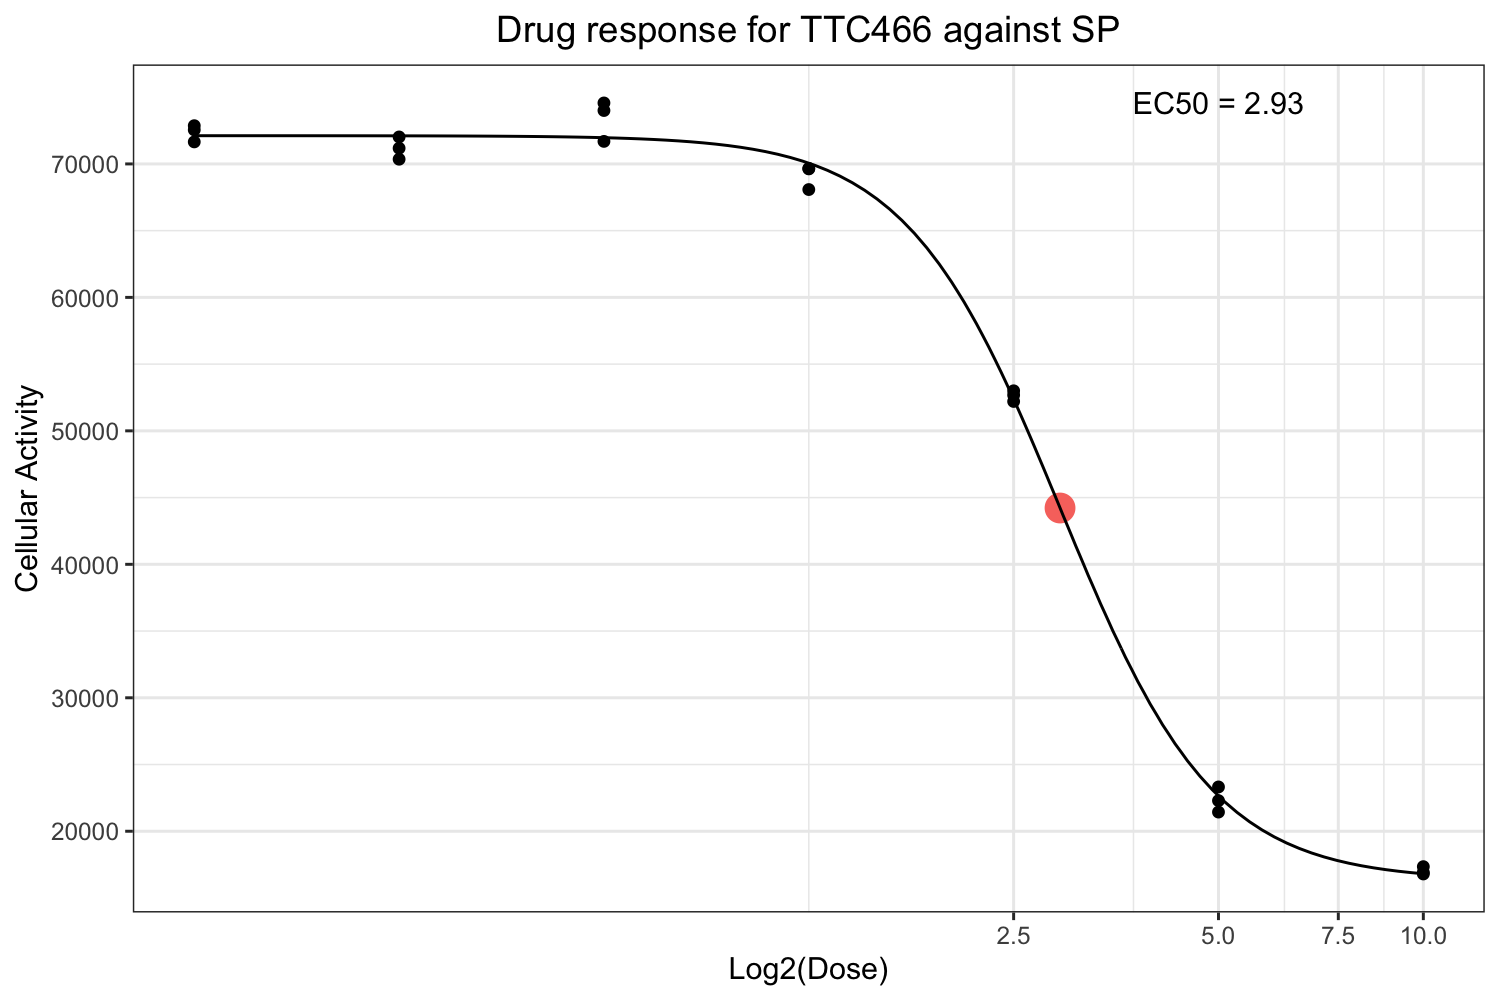 Drug response for TTC466 against SP
EC50 = 2.93
Cellular Activity
70000
60000
50000
40000
30000
20000
2.5 5.0 7.5 10.0
Log2(Dose)